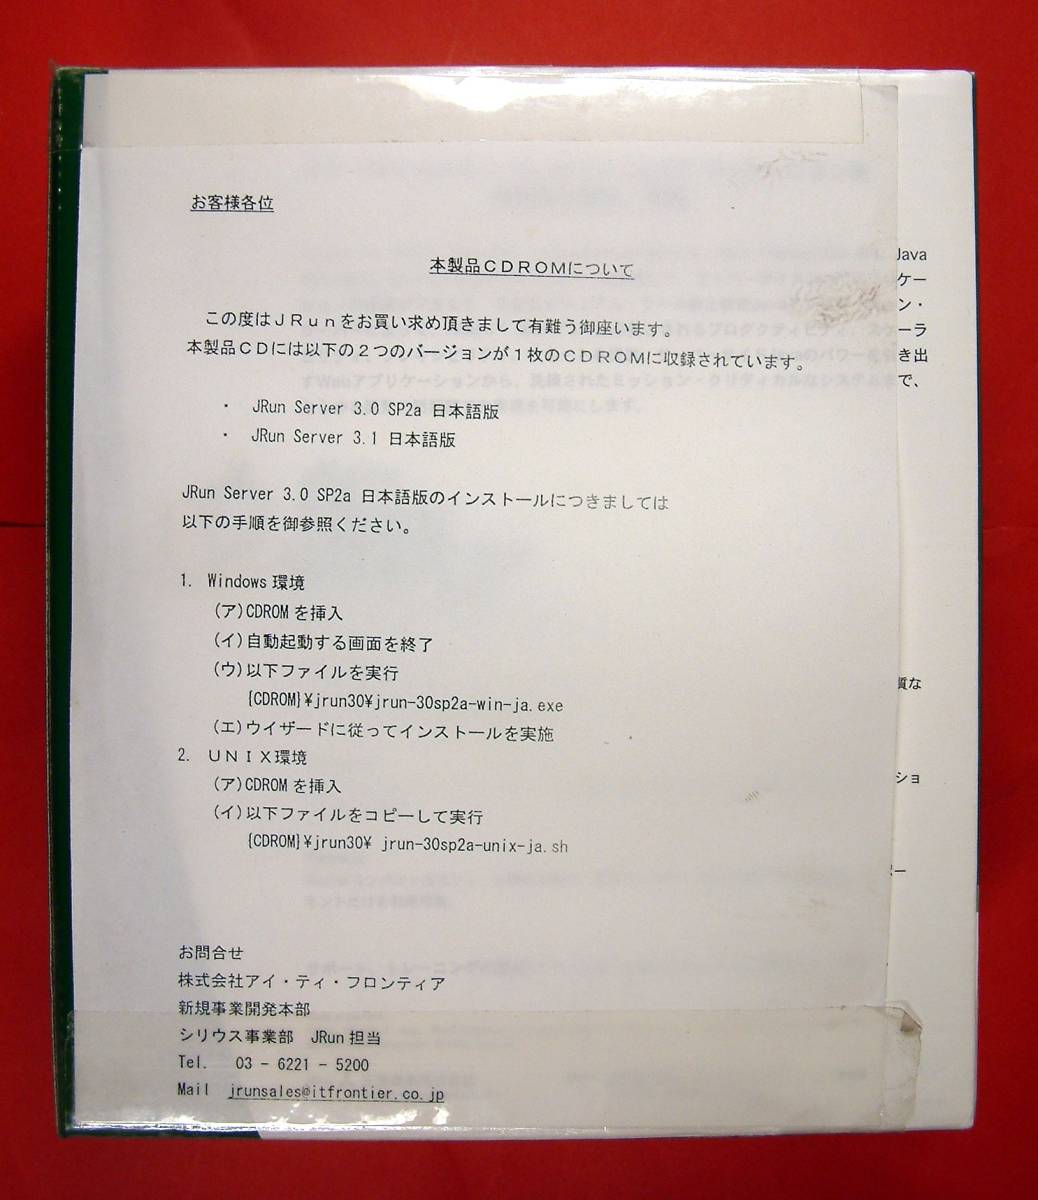 お客様各位
本製品ＣＤＲＯＭについて
この度はＪＲｕｎをお買い求め頂きまして有難う御座います。
本製品ＣＤには以下の２つのバージョンが１枚のＣＤＲＯＭに収録されています。
・ JRun Server 3.0 SP2a 日本語版
・ JRun Server 3.1 日本語版
JRun Server 3.0 SP2a 日本語版のインストールにつきましては
以下の手順を御参照ください。
1. Windows 環境
(ア) CDROM を挿入
(イ) 自動起動する画面を終了
(ウ) 以下ファイルを実行
{CDROM}¥jrun30¥jrun-30sp2a-win-ja.exe
(エ) ウイザードに従ってインストールを実施
2. ＵＮＩＸ環境
(ア) CDROM を挿入
(イ) 以下ファイルをコピーして実行
{CDROM}¥jrun30¥ jrun-30sp2a-unix-ja.sh
お問合せ
株式会社アイ・ティ・フロンティア
新規事業開発本部
シリウス事業部 JRun 担当
Tel. 03 - 6221 - 5200
Mail jrunsales@itfrontier.co.jp
Java
ケー
ン・
ーラ
き出
で、
質な
ショ